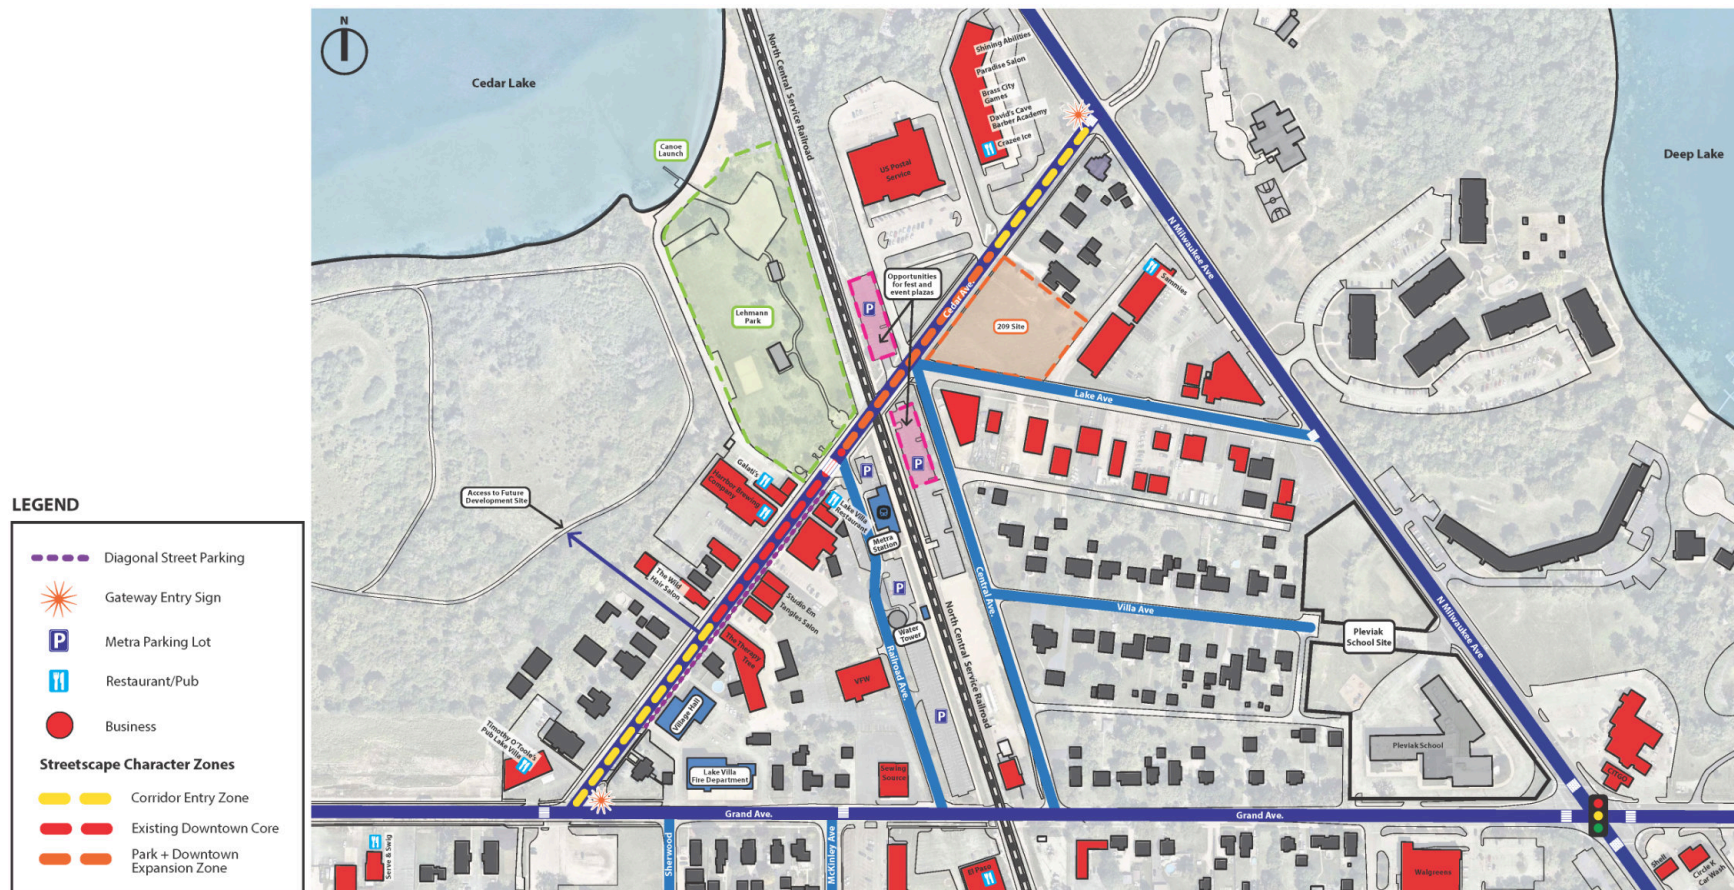 N
Cedar Lake
Canoe
Launch
North Central Service Railroad
US Postal
Service
Shining Abilities
Paradise Salon
Brass City
Games
David's Cave
Barber Academy
Crazee Ice
Deep Lake
N Milwaukee Ave
Opportunities
for fest and
event plazas
P
Cedar Ave.
209 Site
Sammies
Lehmann
Park
Lake Ave
P
P
Galati's
Harbor Brewing
Company
Lake Villa
Restaurant
Metra
Station
Access to Future
Development Site
The Wild
Hair Salon
Studio Em
Tangles Salon
P
Water
Tower
Central Ave.
Villa Ave
N Milwaukee Ave
Pleviak
School Site
The Therapy
Tree
VFW
Railroad Ave.
North Central Service Railroad
P
Village Hall
Timothy O'Toole's
Pub Lake Villa
Lake Villa
Fire Department
Sewing
Source
Pleviak School
CITGO
Grand Ave.
Grand Ave.
Serve & Swig
Sherwood
McKinley Ave
El Paso
Walgreens
Shell
Circle K
Car Wash
LEGEND
Diagonal Street Parking
Gateway Entry Sign
P
Metra Parking Lot
Restaurant/Pub
Business
Streetscape Character Zones
Corridor Entry Zone
Existing Downtown Core
Park + Downtown
Expansion Zone